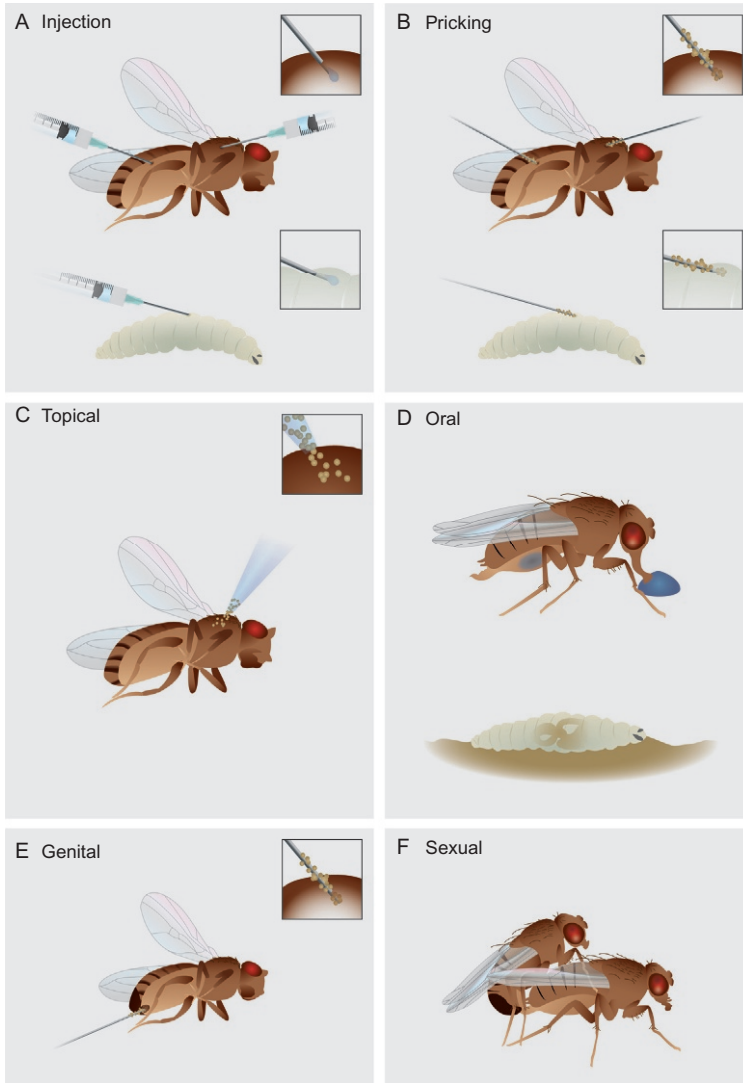 A Injection
B Pricking
C Topical
D Oral
E Genital
F Sexual